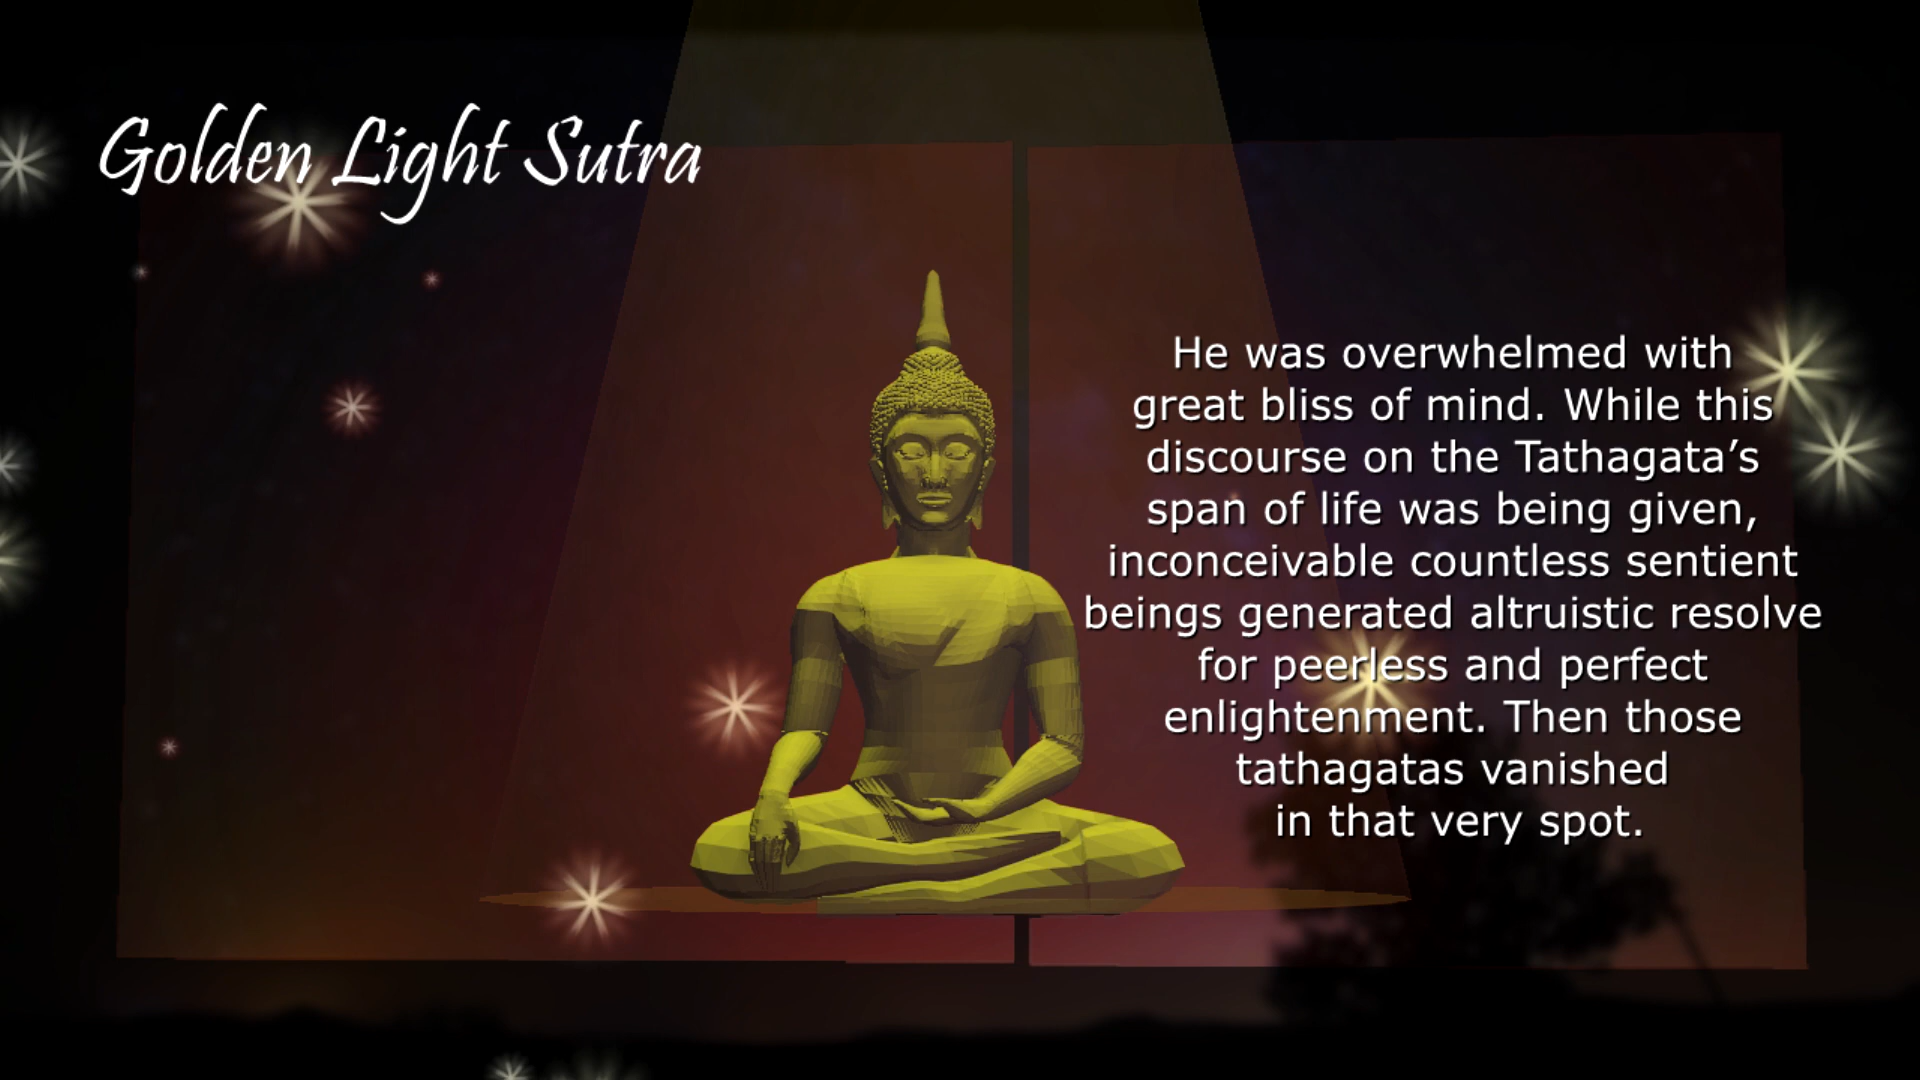 Golden Light Sutra
He was overwhelmed with
great bliss of mind. While this
discourse on the Tathagata’s
span of life was being given,
inconceivable countless sentient
beings generated altruistic resolve
for peerless and perfect
enlightenment. Then those
tathagatas vanished
in that very spot.